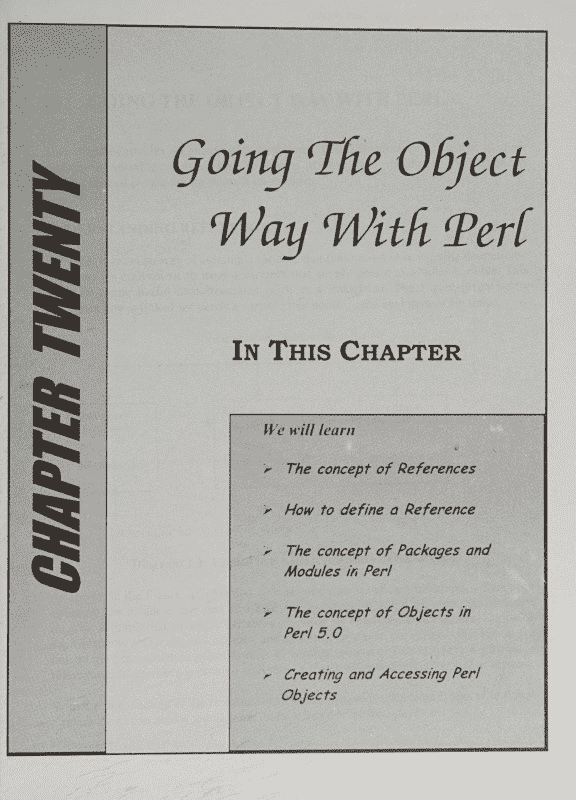 CHAPTER TWENTY
Going The Object
Way With Perl
IN THIS CHAPTER
We will learn
➢ The concept of References
➢ How to define a Reference
➢ The concept of Packages and
Modules in Perl
➢ The concept of Objects in
Perl 5.0
➢ Creating and Accessing Perl
Objects